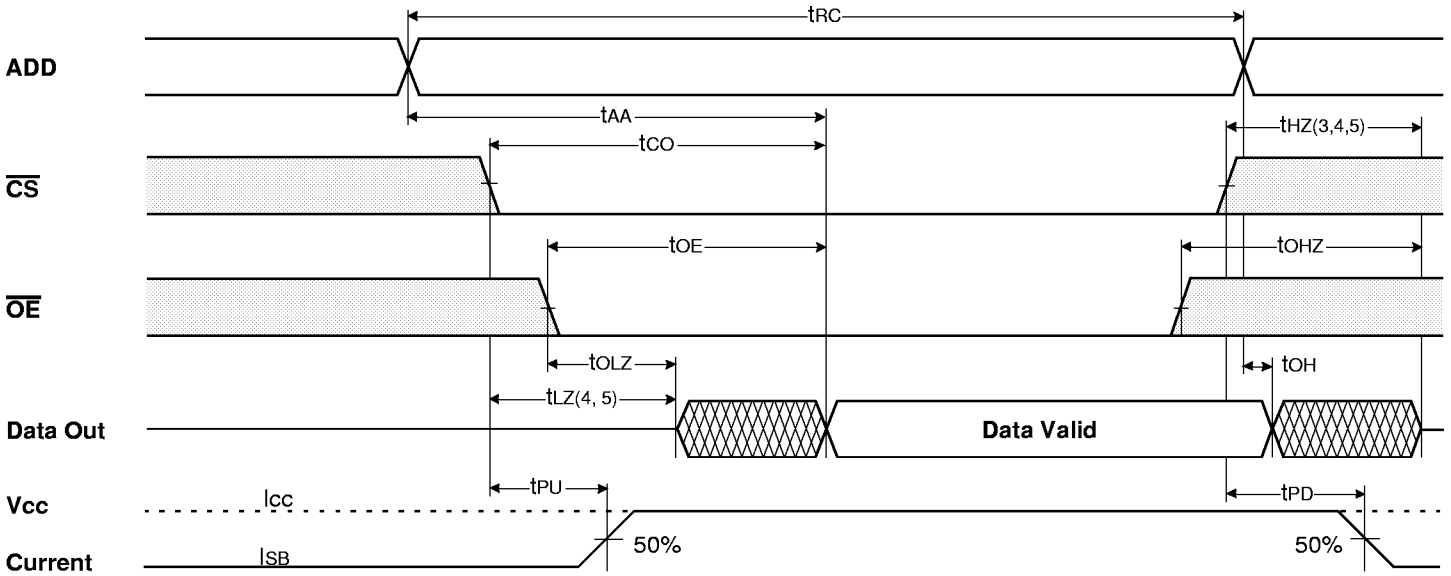 tRC
ADD
tAA
tHZ(3,4,5)
tCO
CS
tOE
tOHZ
OE
tOLZ
tOH
tLZ(4, 5)
Data Out
Data Valid
tPU
tPD
Vcc
ICC
50%
50%
Current
ISB